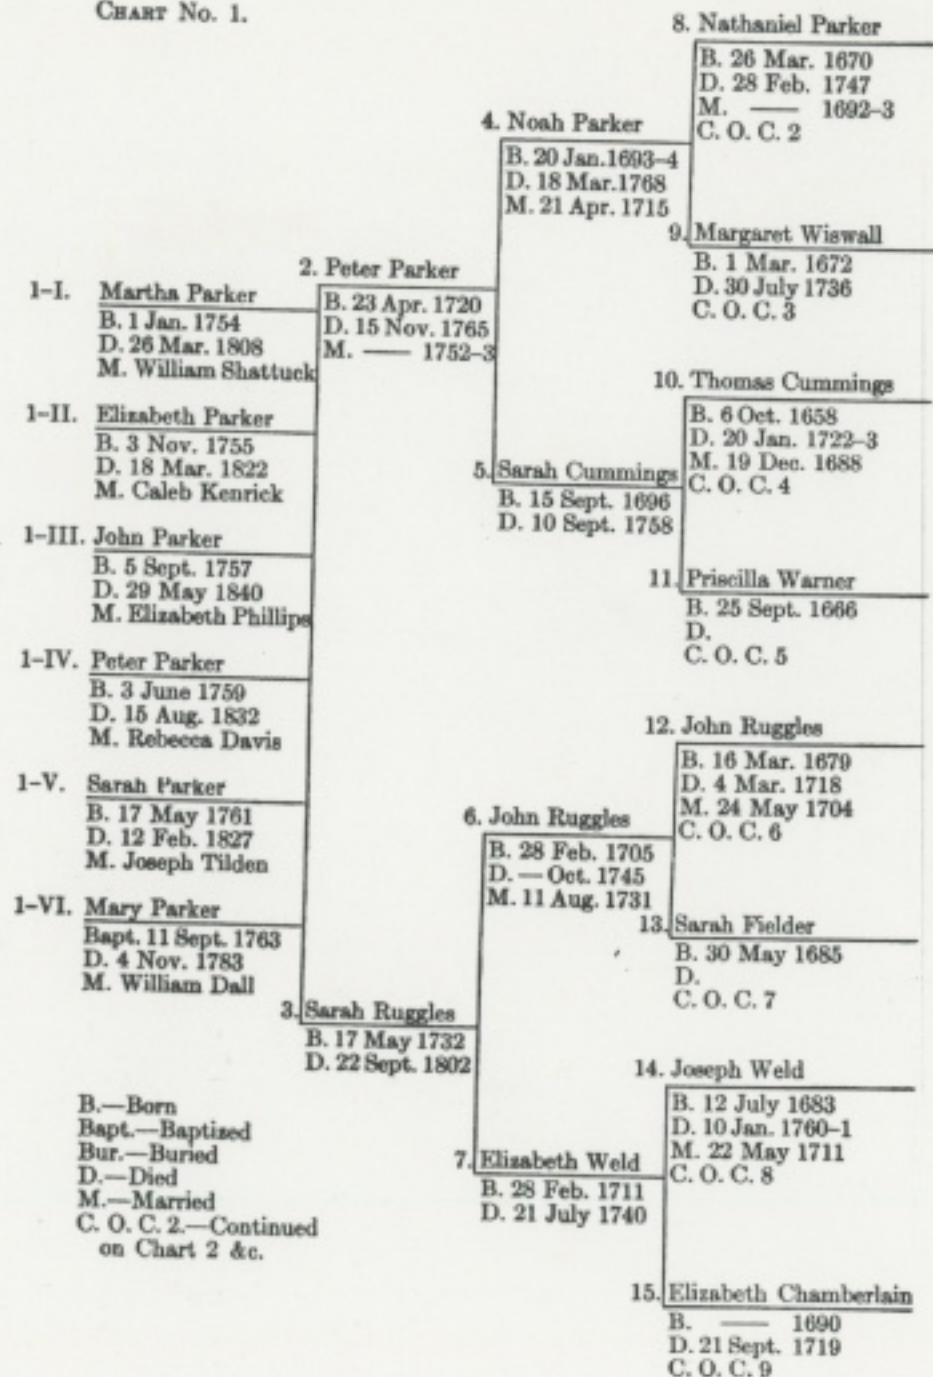 CHART No. 1.
8. Nathaniel Parker
B. 26 Mar. 1670
D. 28 Feb. 1747
M. — 1692–3
C. O. C. 2
4. Noah Parker
B. 20 Jan. 1693–4
D. 18 Mar. 1768
M. 21 Apr. 1715
9. Margaret Wiswall
B. 1 Mar. 1672
D. 30 July 1736
C. O. C. 3
2. Peter Parker
B. 23 Apr. 1720
D. 15 Nov. 1765
M. — 1752–3
1–I. Martha Parker
B. 1 Jan. 1754
D. 26 Mar. 1808
M. William Shattuck
10. Thomas Cummings
B. 6 Oct. 1658
D. 20 Jan. 1722–3
M. 19 Dec. 1688
C. O. C. 4
1–II. Elizabeth Parker
B. 3 Nov. 1755
D. 18 Mar. 1822
M. Caleb Kenrick
5. Sarah Cummings
B. 15 Sept. 1696
D. 10 Sept. 1758
1–III. John Parker
B. 5 Sept. 1757
D. 29 May 1840
M. Elizabeth Phillips
11. Priscilla Warner
B. 25 Sept. 1666
D.
C. O. C. 5
1–IV. Peter Parker
B. 3 June 1759
D. 15 Aug. 1832
M. Rebecca Davis
12. John Ruggles
B. 16 Mar. 1679
D. 4 Mar. 1718
M. 24 May 1704
C. O. C. 6
1–V. Sarah Parker
B. 17 May 1761
D. 12 Feb. 1827
M. Joseph Tilden
6. John Ruggles
B. 28 Feb. 1705
D. — Oct. 1745
M. 11 Aug. 1731
1–VI. Mary Parker
Bapt. 11 Sept. 1763
D. 4 Nov. 1783
M. William Dall
13. Sarah Fielder
B. 30 May 1685
D.
C. O. C. 7
3. Sarah Ruggles
B. 17 May 1732
D. 22 Sept. 1802
14. Joseph Weld
B. 12 July 1683
D. 10 Jan. 1760–1
M. 22 May 1711
C. O. C. 8
7. Elizabeth Weld
B. 28 Feb. 1711
D. 21 July 1740
15. Elizabeth Chamberlain
B. — 1690
D. 21 Sept. 1719
C. O. C. 9
B.—Born
Bapt.—Baptized
Bur.—Buried
D.—Died
M.—Married
C. O. C. 2.—Continued
on Chart 2 &c.